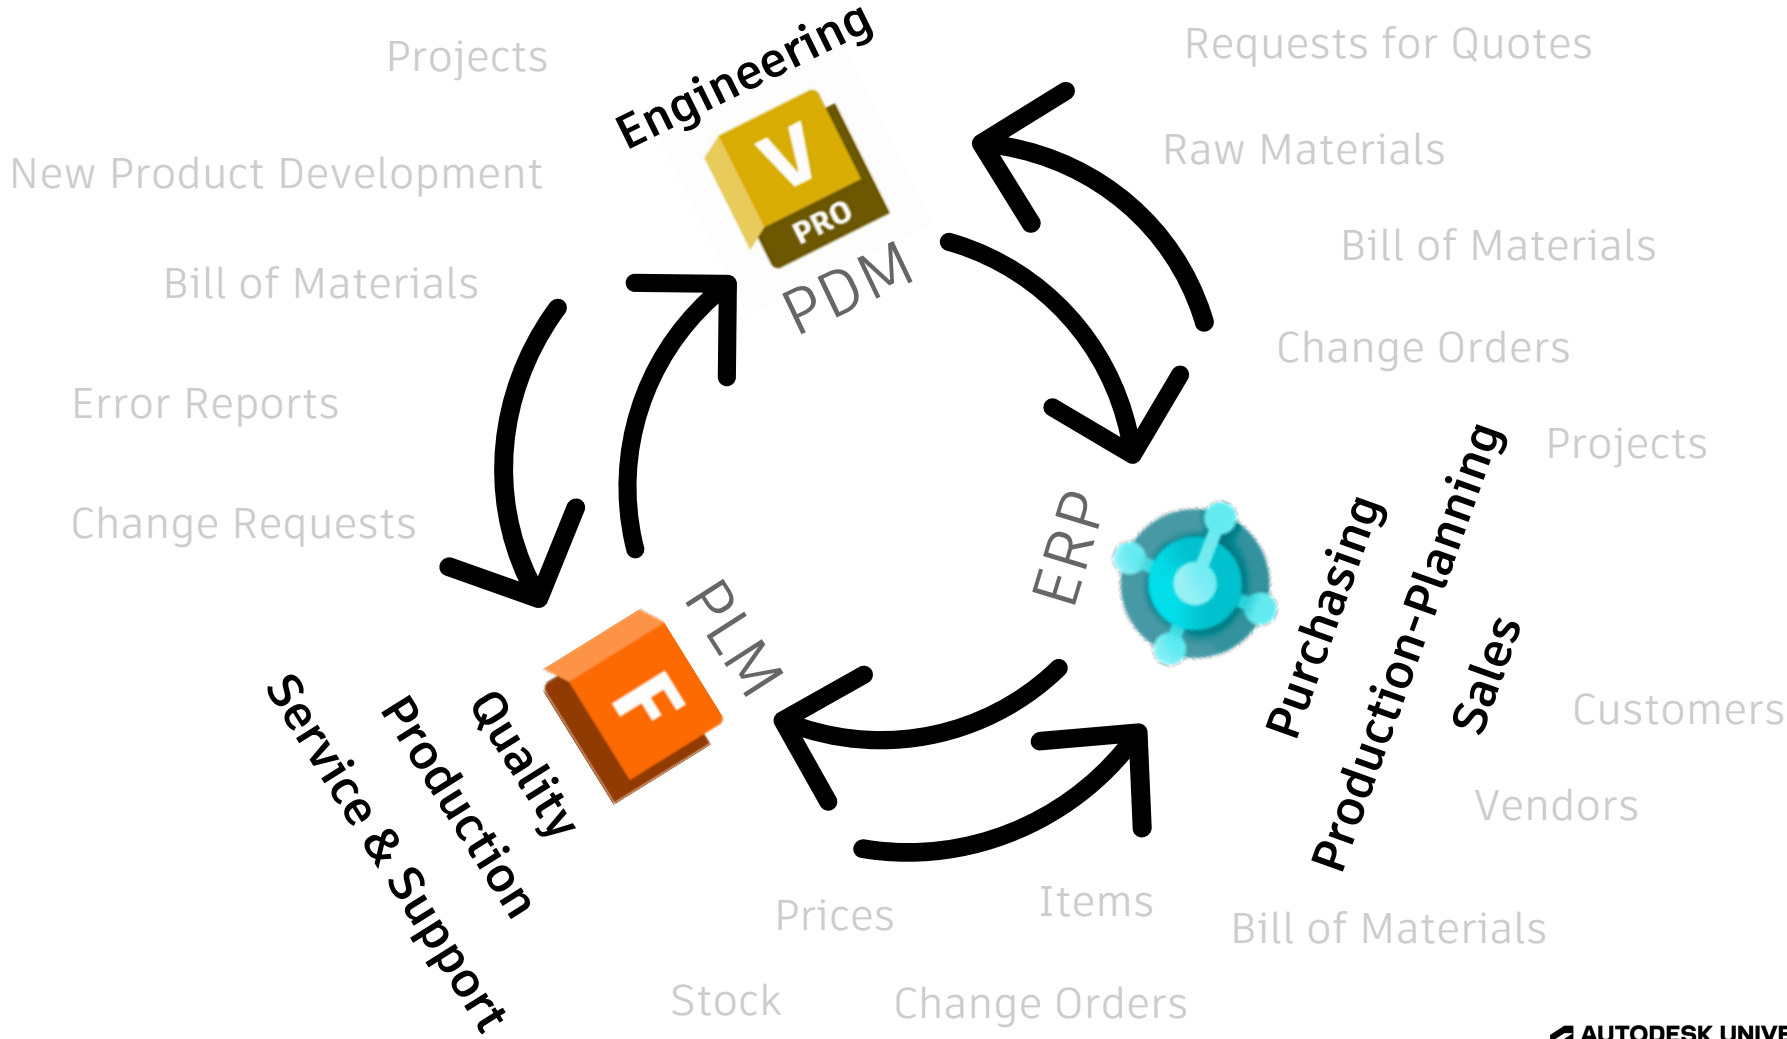 Projects
Engineering
Requests for Quotes
New Product Development
V
PRO
PDM
Raw Materials
Bill of Materials
Bill of Materials
Error Reports
Change Orders
Change Requests
Projects
ERP
Purchasing
Production-Planning
Sales
PLM
F
Quality
Production
Service & Support
Customers
Vendors
Prices
Items
Bill of Materials
Stock
Change Orders
AUTODESK UNIVE